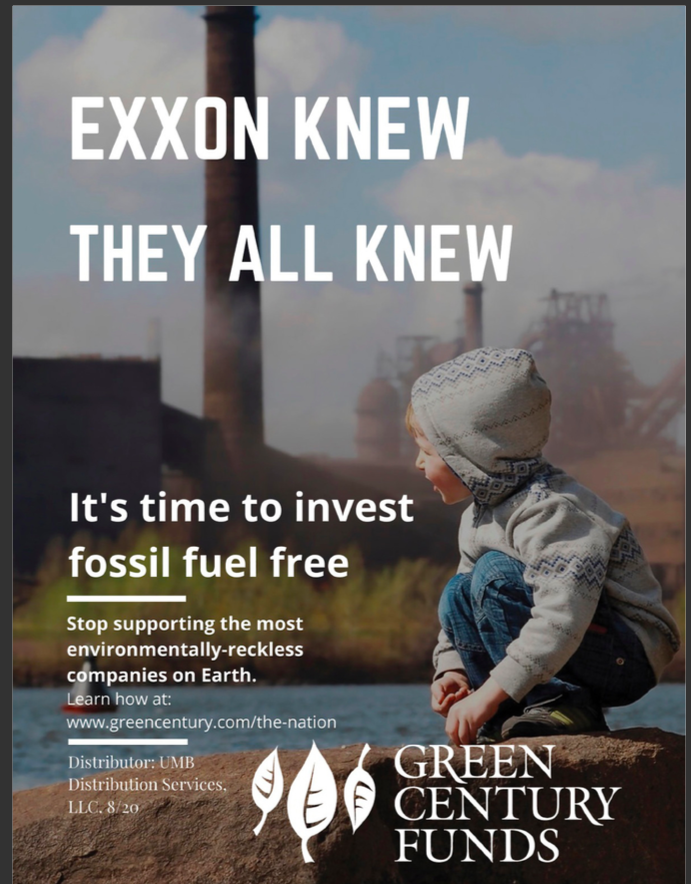 EXXON KNEW
THEY ALL KNEW
It's time to invest
fossil fuel free
Stop supporting the most
environmentally-reckless
companies on Earth.
Learn how at:
www.greencentury.com/the-nation
Distributor: UMB
Distribution Services,
LLC. 8/20
GREEN
CENTURY
FUNDS